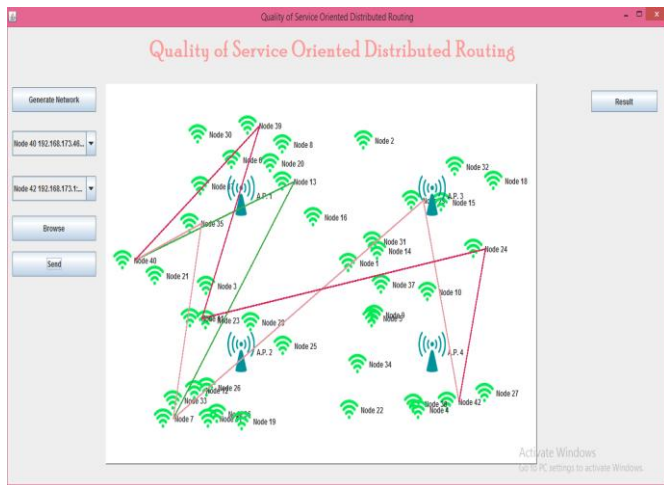 Quality of Service Oriented Distributed Routing
Quality of Service Oriented Distributed Routing
Generate Network
Result
Node 40 192.168.173.46...
Node 42 192.168.173.1:...
Browse
Send
Node 39
Node 30
Node 8
Node 2
Node 20
Node 32
Node 13
Node 18
A.P. 1
A.P. 3
Node 15
Node 16
Node 35
Node 31
Node 14
Node 24
Node 40
Node 1
Node 21
Node 3
Node 37
Node 10
Node 23
Node 25
A.P. 2
A.P. 4
Node 34
Node 26
Node 27
Node 33
Node 42
Node 22
Node 4
Node 7
Node 19
Activate Windows
Go to PC settings to activate Windows.